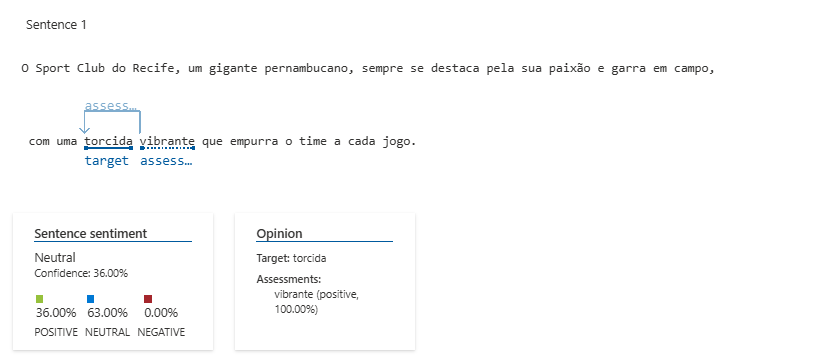 Sentence 1
O Sport Club do Recife, um gigante pernambucano, sempre se destaca pela sua paixão e garra em campo,
assess…
com uma torcida vibrante que empurra o time a cada jogo.
target assess…
Sentence sentiment
Neutral
Confidence: 36.00%
36.00% 63.00% 0.00%
POSITIVE NEUTRAL NEGATIVE
Opinion
Target: torcida
Assessments:
vibrante (positive,
100.00%)